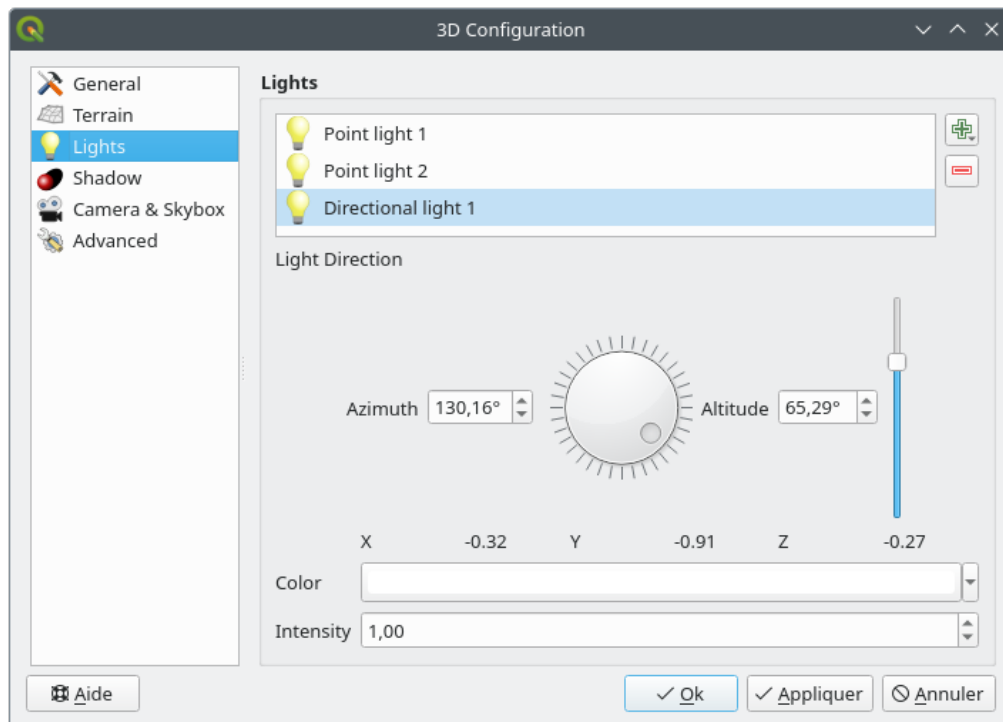 3D Configuration
General
Terrain
Lights
Shadow
Camera & Skybox
Advanced
Lights
Point light 1
Point light 2
Directional light 1
Light Direction
Azimuth 130,16° Altitude 65,29°
X -0.32 Y -0.91 Z -0.27
Color
Intensity 1,00
Aide Ok Appliquer Annuler